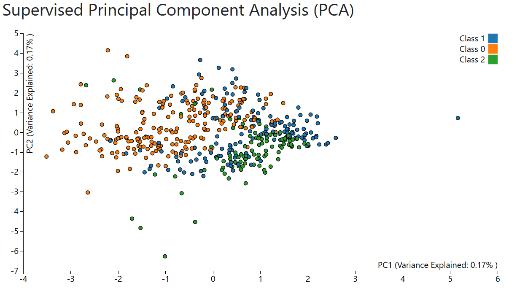 Supervised Principal Component Analysis (PCA)
Class 1
Class 0
Class 2
PC2 (Variance Explained: 0.17% )
5
4
3
2
1
0
-1
-2
-3
-4
-5
-6
-7
PC1 (Variance Explained: 0.17% )
-4 -3 -2 -1 0 1 2 3 4 5 6